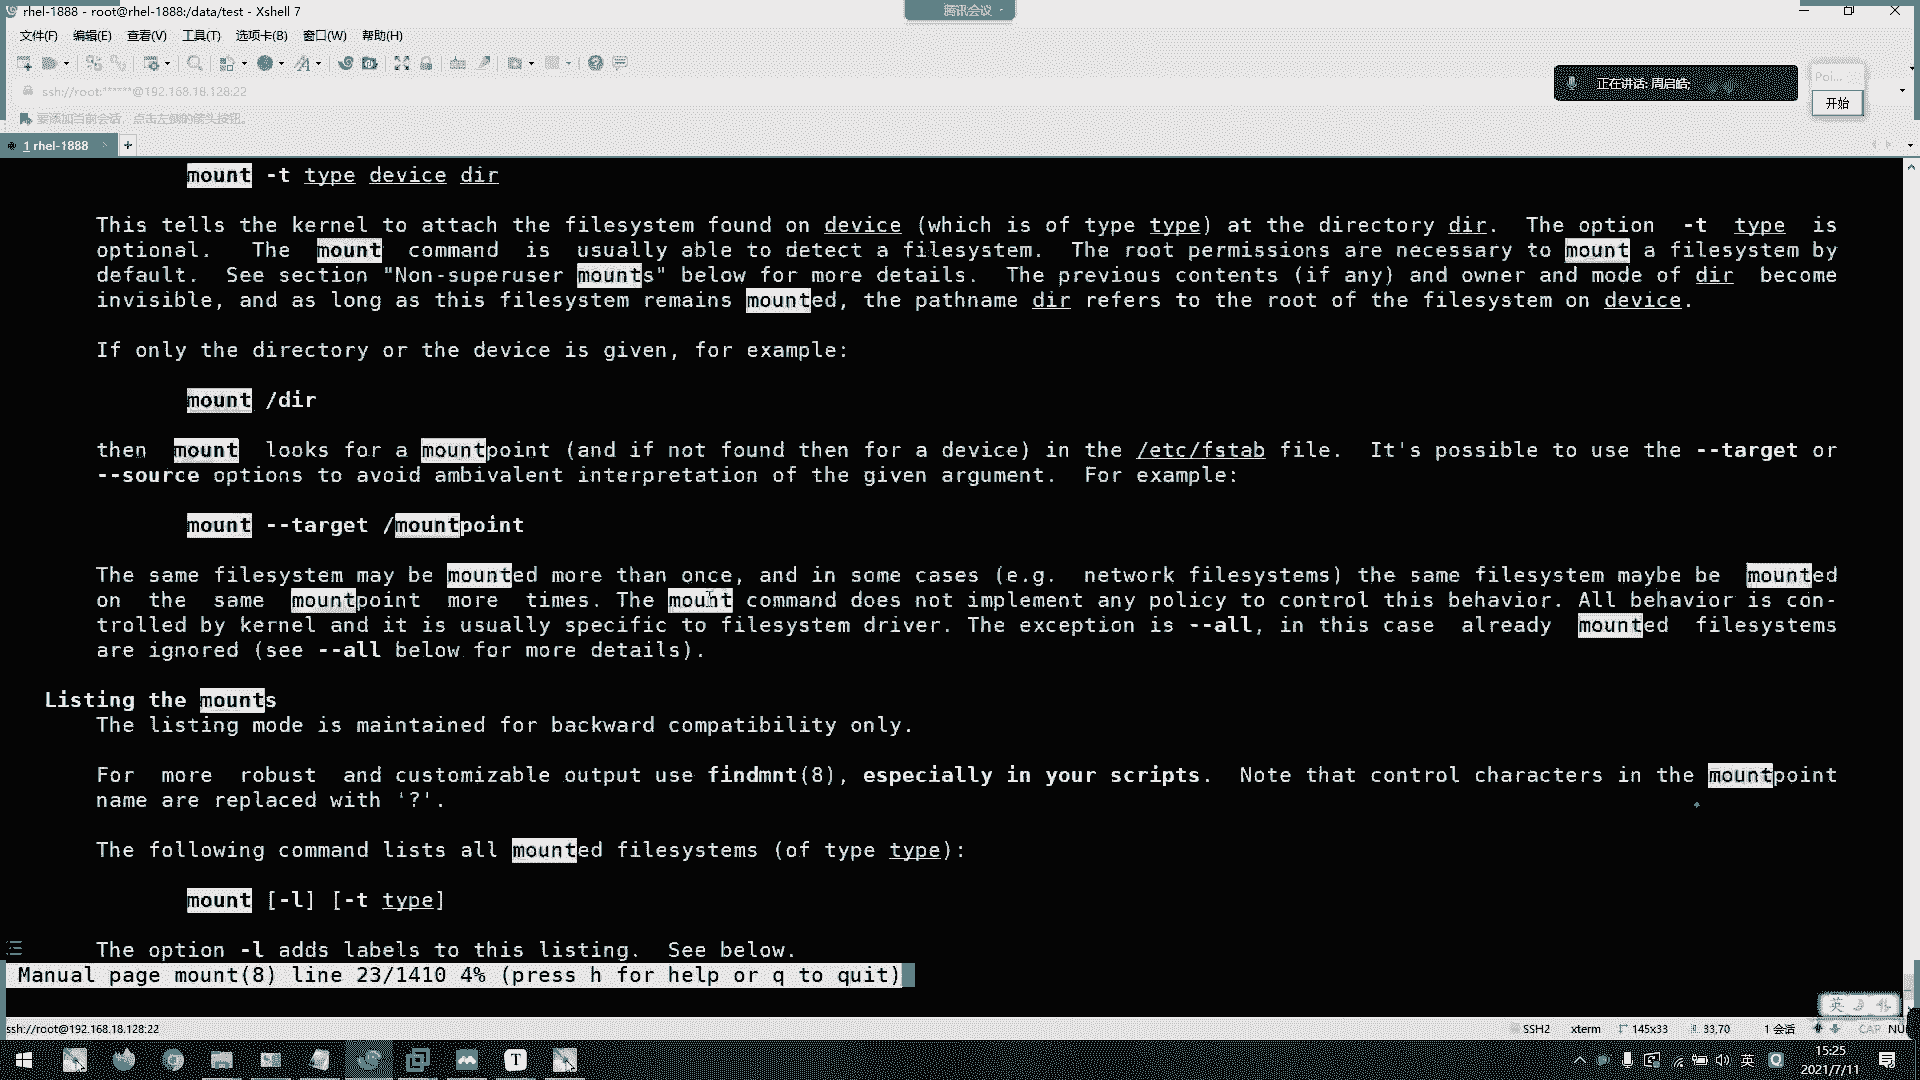 rhel-1888 - root@rhel-1888:/data/test - Xshell 7
腾讯会议
文件(F) 编辑(E) 查看(V) 工具(T) 选项卡(B) 窗口(W) 帮助(H)
ssh://root:******@192.168.18.128:22
正在讲话: 周启皓;
Poi...
开始
要添加当前会话，点击左侧的箭头按钮。
1 rhel-1888
mount -t type device dir
This tells the kernel to attach the filesystem found on device (which is of type type) at the directory dir. The option -t type is
optional. The mount command is usually able to detect a filesystem. The root permissions are necessary to mount a filesystem by
default. See section "Non-superuser mounts" below for more details. The previous contents (if any) and owner and mode of dir become
invisible, and as long as this filesystem remains mounted, the pathname dir refers to the root of the filesystem on device.
If only the directory or the device is given, for example:
mount /dir
then mount looks for a mountpoint (and if not found then for a device) in the /etc/fstab file. It's possible to use the --target or
--source options to avoid ambivalent interpretation of the given argument. For example:
mount --target /mountpoint
The same filesystem may be mounted more than once, and in some cases (e.g. network filesystems) the same filesystem maybe be mounted
on the same mountpoint more times. The mount command does not implement any policy to control this behavior. All behavior is con-
trolled by kernel and it is usually specific to filesystem driver. The exception is --all, in this case already mounted filesystems
are ignored (see --all below for more details).
Listing the mounts
The listing mode is maintained for backward compatibility only.
For more robust and customizable output use findmnt(8), especially in your scripts. Note that control characters in the mountpoint
name are replaced with '?'.
The following command lists all mounted filesystems (of type type):
mount [-l] [-t type]
The option -l adds labels to this listing. See below.
Manual page mount(8) line 23/1410 4% (press h for help or q to quit)
英
ssh://root@192.168.18.128:22 SSH2 xterm 145x33 33,70 1 会话 CAP NU
T
英
15:25
2021/7/11